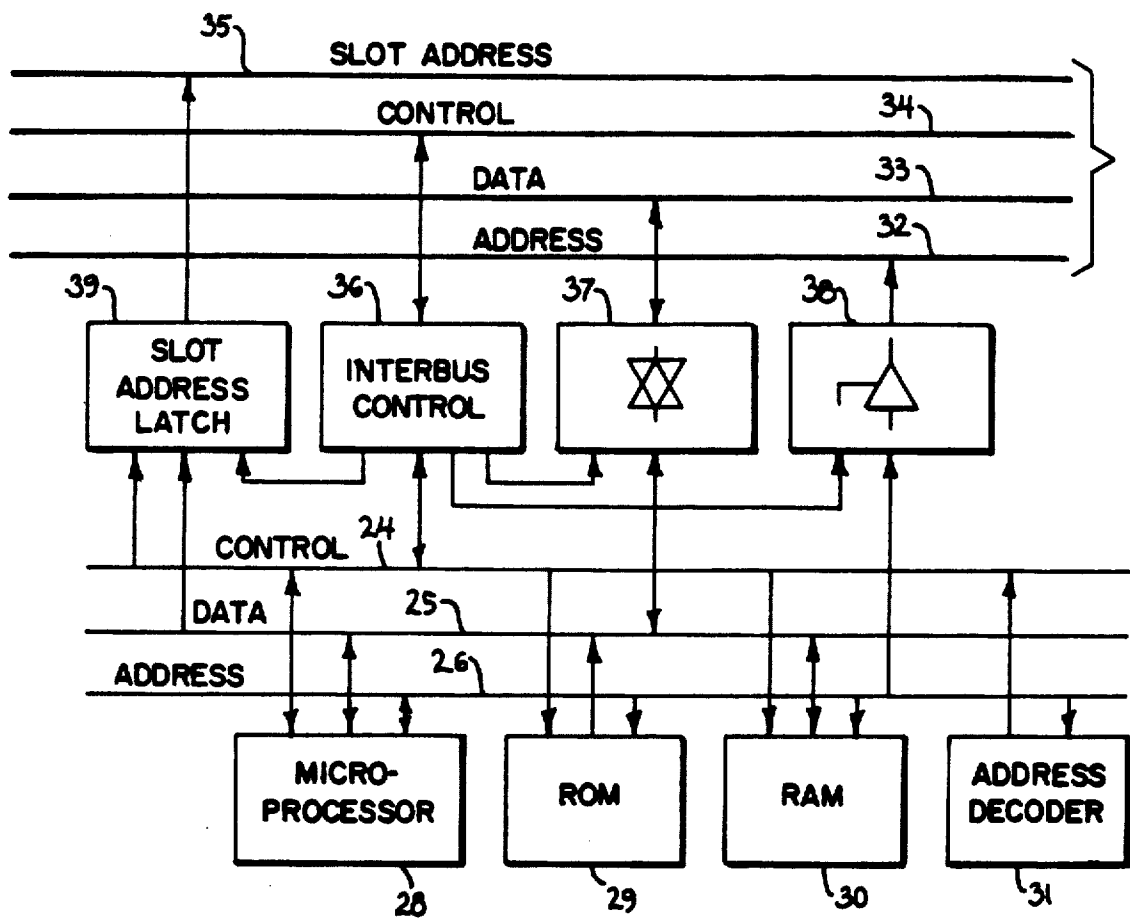 35
SLOT ADDRESS
CONTROL
34
DATA
33
ADDRESS
32
39
36
37
38
SLOT
ADDRESS
LATCH
INTERBUS
CONTROL
24
CONTROL
DATA
25
ADDRESS
26
MICRO-
PROCESSOR
ROM
RAM
ADDRESS
DECODER
28
29
30
31